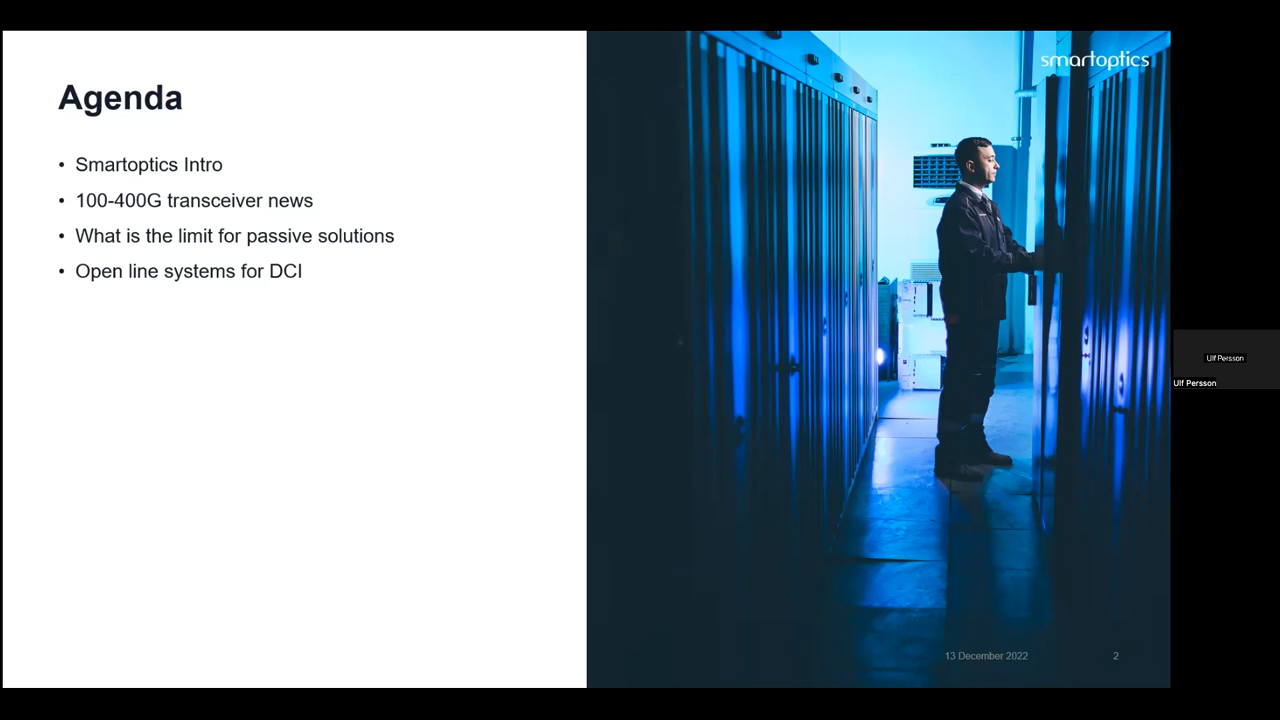 smartoptics
Agenda
• Smartoptics Intro
• 100-400G transceiver news
• What is the limit for passive solutions
• Open line systems for DCI
Ulf Persson
Ulf Persson
13 December 2022
2